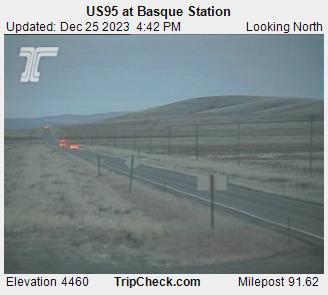 US95 at Basque Station
Updated: Dec 25 2023 4:42 PM Looking North
Elevation 4460 TripCheck.com Milepost 91.62